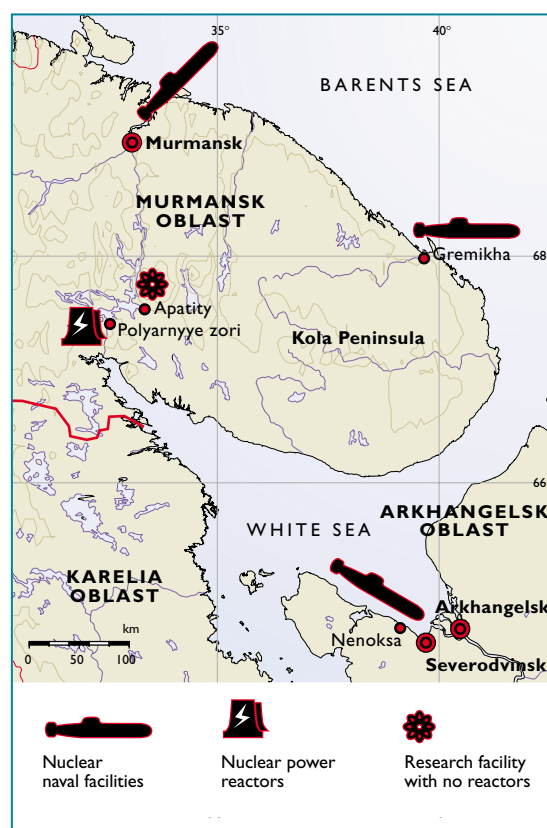 35°
40°
BARENTS SEA
Murmansk
MURMANSK
OBLAST
Gremikha
68
Apatity
Polyarnyye zori
Kola Peninsula
66
ARKHANGELSK
OBLAST
WHITE SEA
KARELIA
OBLAST
Arkhangelsk
km
0 50 100
Nenoksa
Severodvinsk
Nuclear
naval facilities
Nuclear power
reactors
Research facility
with no reactors